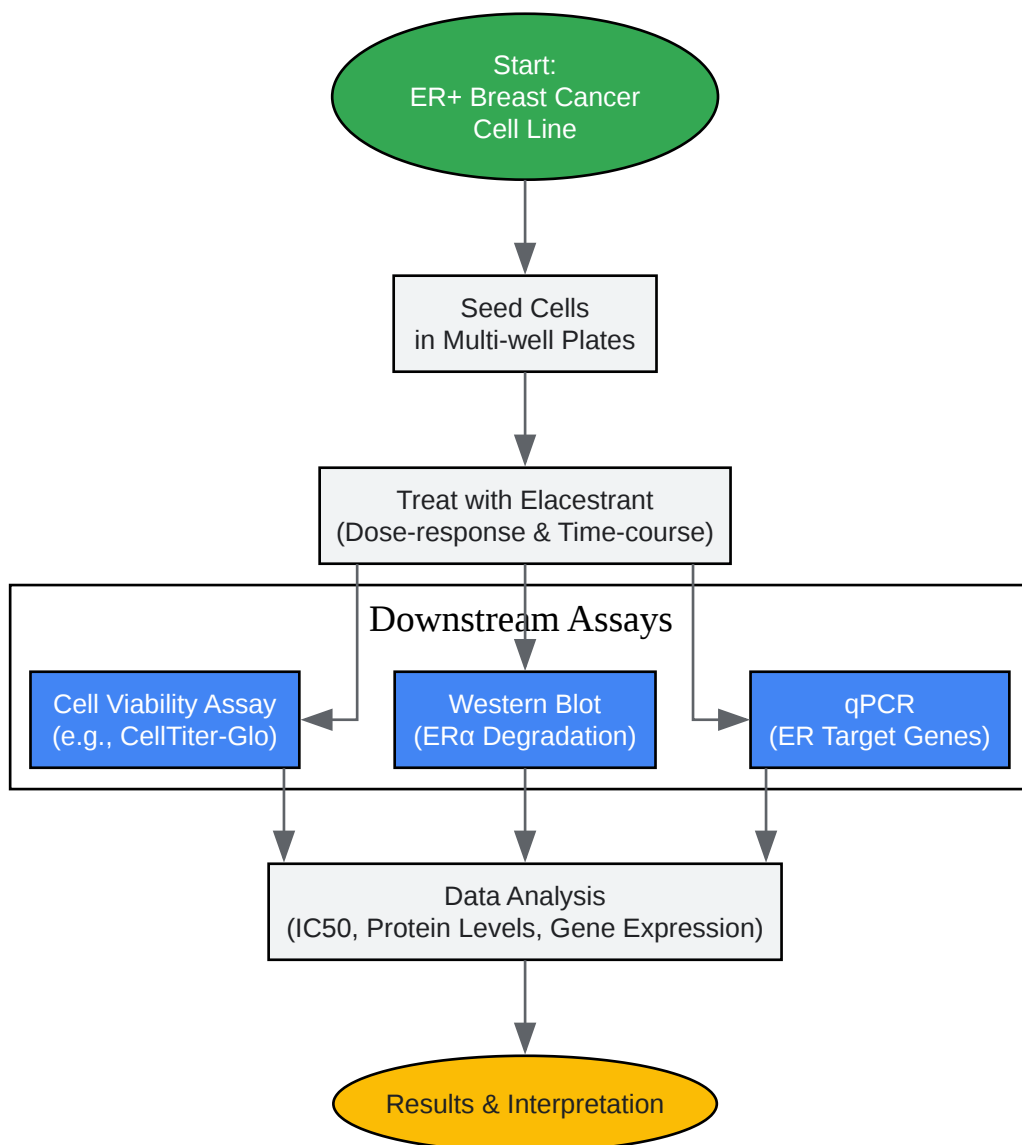 Start:
ER+ Breast Cancer
Cell Line
Seed Cells
in Multi-well Plates
Treat with Elacestrant
(Dose-response & Time-course)
Downstream Assays
Cell Viability Assay
(e.g., CellTiter-Glo)
Western Blot
(ERα Degradation)
qPCR
(ER Target Genes)
Data Analysis
(IC50, Protein Levels, Gene Expression)
Results & Interpretation